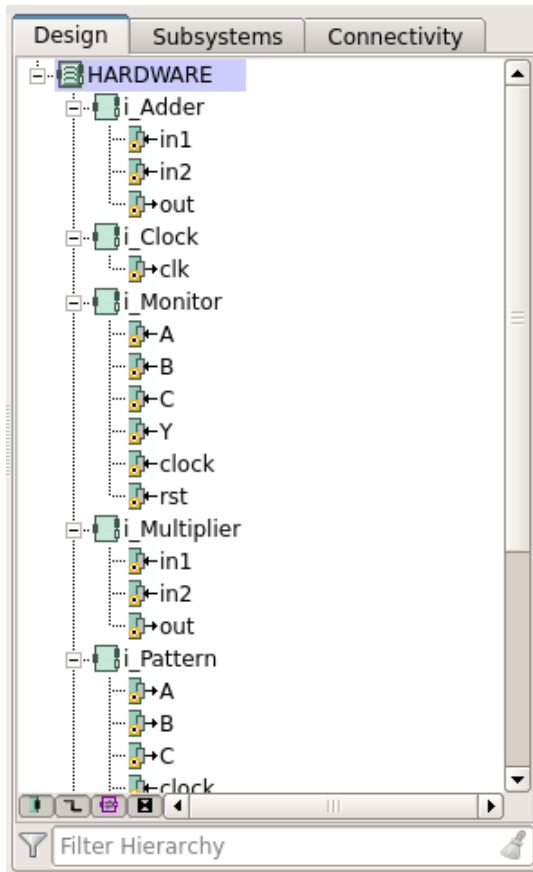 Design Subsystems Connectivity
HARDWARE
i_Adder
in1
in2
out
i_Clock
clk
i_Monitor
A
B
C
Y
clock
rst
i_Multiplier
in1
in2
out
i_Pattern
A
B
C
clock
Filter Hierarchy